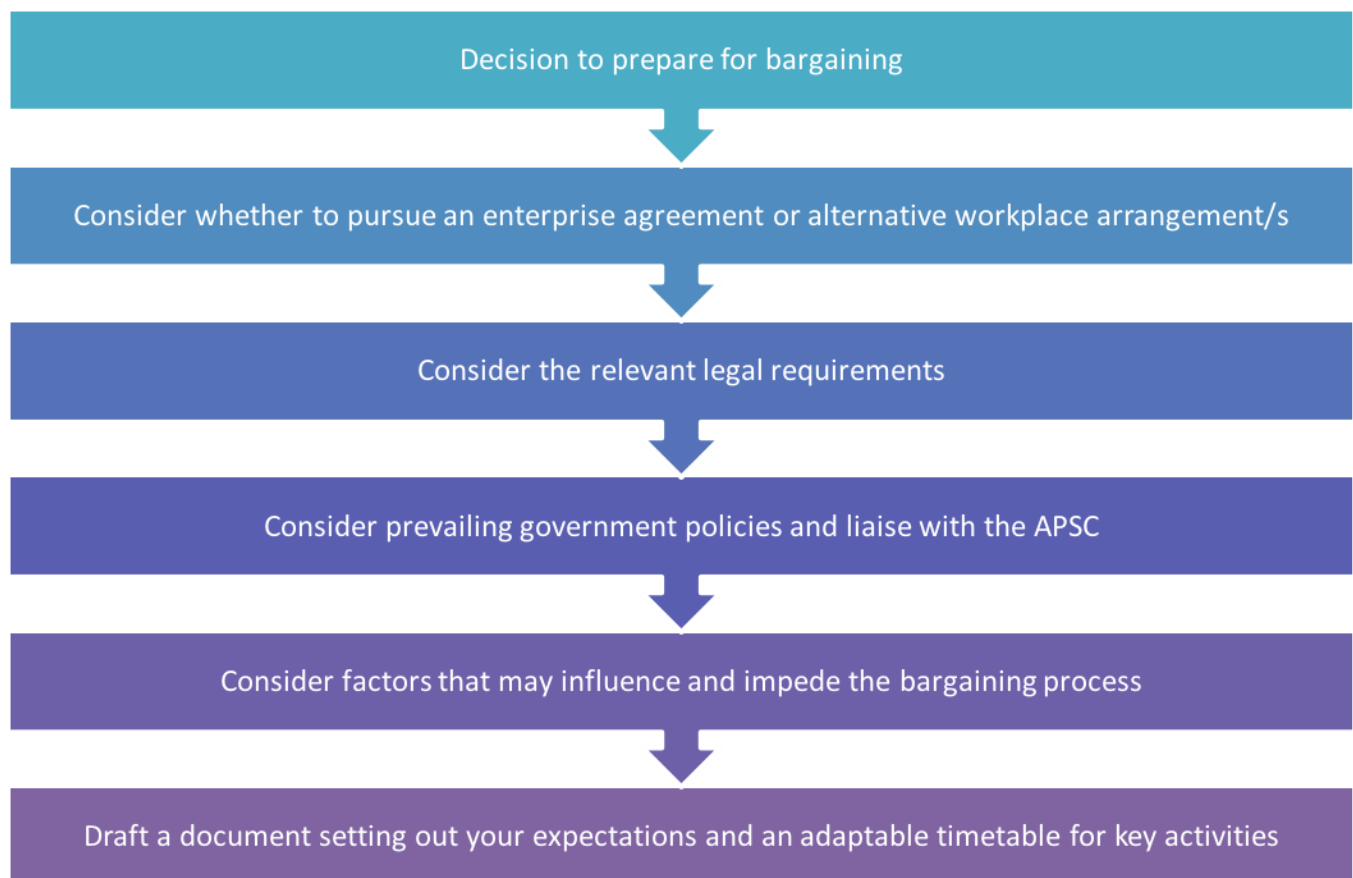 Decision to prepare for bargaining
Consider whether to pursue an enterprise agreement or alternative workplace arrangement/s
Consider the relevant legal requirements
Consider prevailing government policies and liaise with the APSC
Consider factors that may influence and impede the bargaining process
Draft a document setting out your expectations and an adaptable timetable for key activities